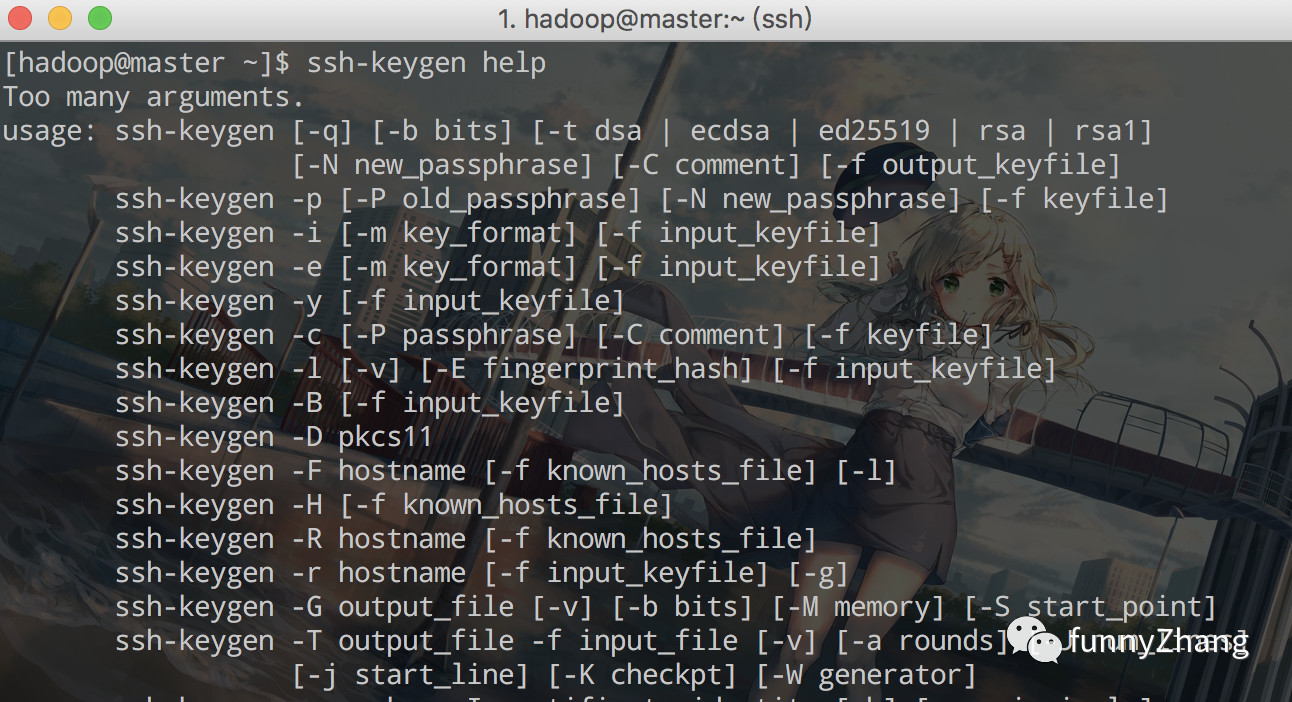 1. hadoop@master:~ (ssh)
[hadoop@master ~]$ ssh-keygen help
Too many arguments.
usage: ssh-keygen [-q] [-b bits] [-t dsa | ecdsa | ed25519 | rsa | rsa1]
[-N new_passphrase] [-C comment] [-f output_keyfile]
ssh-keygen -p [-P old_passphrase] [-N new_passphrase] [-f keyfile]
ssh-keygen -i [-m key_format] [-f input_keyfile]
ssh-keygen -e [-m key_format] [-f input_keyfile]
ssh-keygen -y [-f input_keyfile]
ssh-keygen -c [-P passphrase] [-C comment] [-f keyfile]
ssh-keygen -l [-v] [-E fingerprint_hash] [-f input_keyfile]
ssh-keygen -B [-f input_keyfile]
ssh-keygen -D pkcs11
ssh-keygen -F hostname [-f known_hosts_file] [-l]
ssh-keygen -H [-f known_hosts_file]
ssh-keygen -R hostname [-f known_hosts_file]
ssh-keygen -r hostname [-f input_keyfile] [-g]
ssh-keygen -G output_file [-v] [-b bits] [-M memory] [-S start_point]
ssh-keygen -T output_file -f input_file [-v] [-a rounds]
funnyZhang
[-j start_line] [-K checkpt] [-W generator]